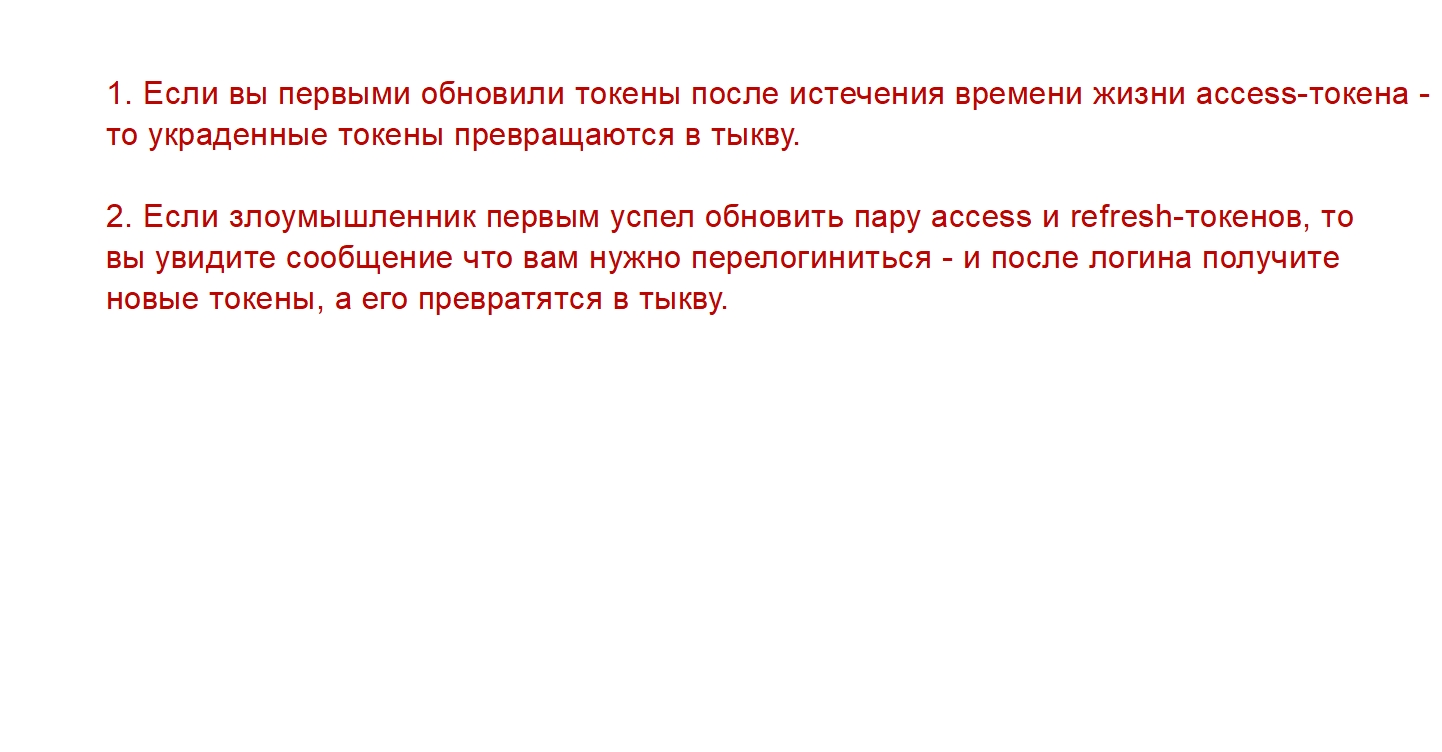 1. Если вы первыми обновили токены после истечения времени жизни access-токена -
то украденные токены превращаются в тыкву.
2. Если злоумышленник первым успел обновить пару access и refresh-токенов, то
вы увидите сообщение что вам нужно перелогиниться - и после логина получите
новые токены, а его превратятся в тыкву.